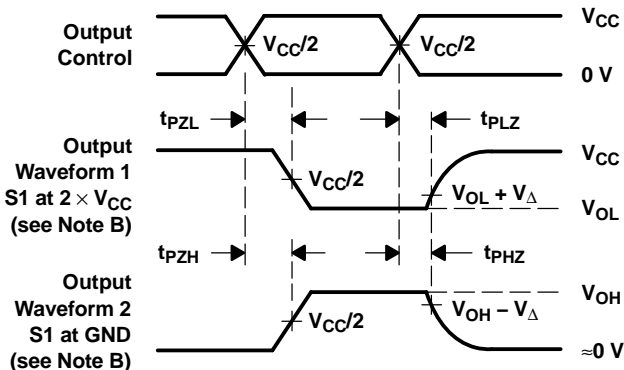 Output
Control
V_CC/2
V_CC/2
V_CC
0 V
t_PZL
t_PLZ
Output
Waveform 1
S1 at 2 × V_CC
(see Note B)
V_CC/2
V_OL + V_Δ
V_CC
V_OL
t_PZH
t_PHZ
Output
Waveform 2
S1 at GND
(see Note B)
V_CC/2
V_OH − V_Δ
V_OH
≈0 V